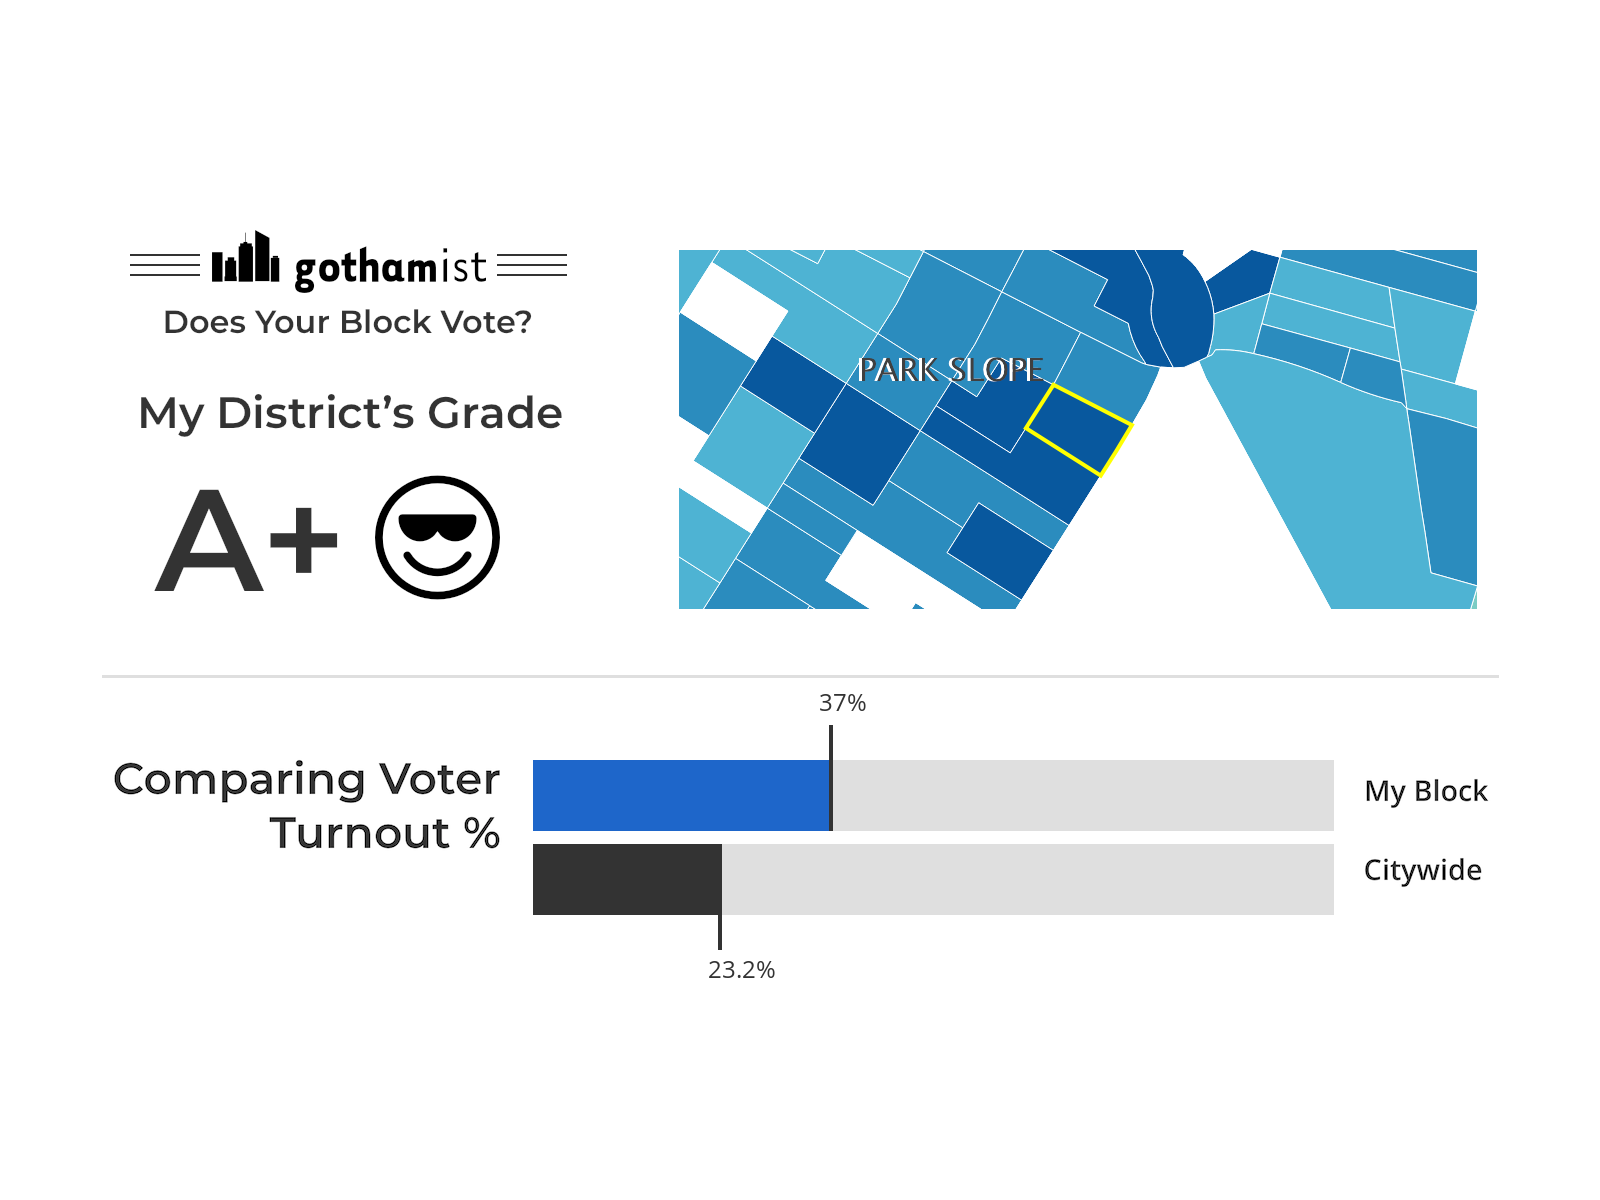 gothamist
Does Your Block Vote?
My District’s Grade
A+
PARK SLOPE
37%
Comparing Voter
Turnout %
My Block
Citywide
23.2%